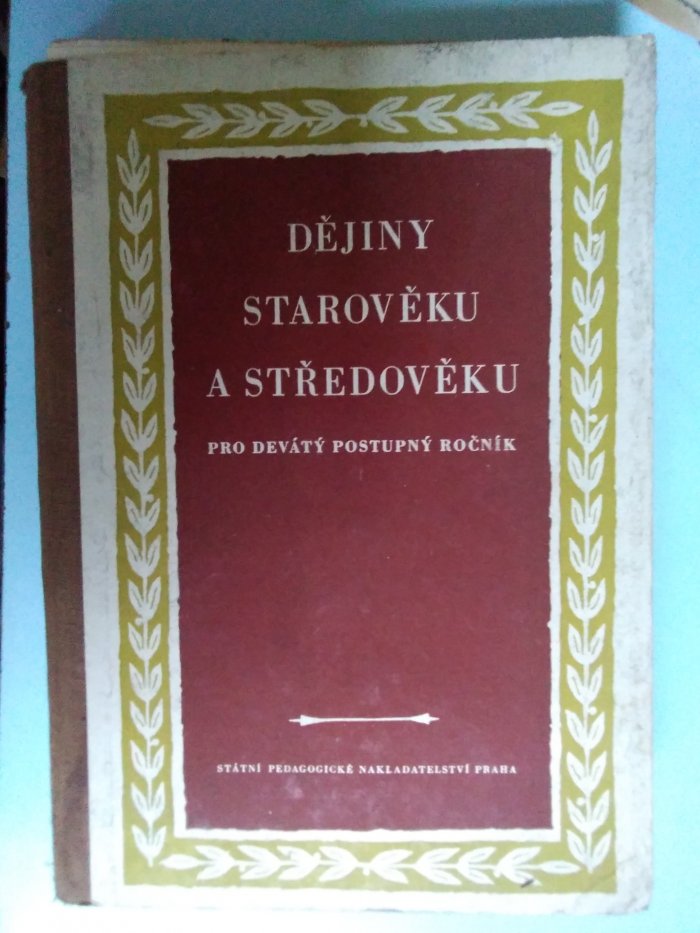 DĚJINY
STAROVĚKU
A STŘEDOVĚKU
PRO DEVÁTÝ POSTUPNÝ ROČNÍK
STÁTNÍ PEDAGOGICKÉ NAKLADATELSTVÍ PRAHA